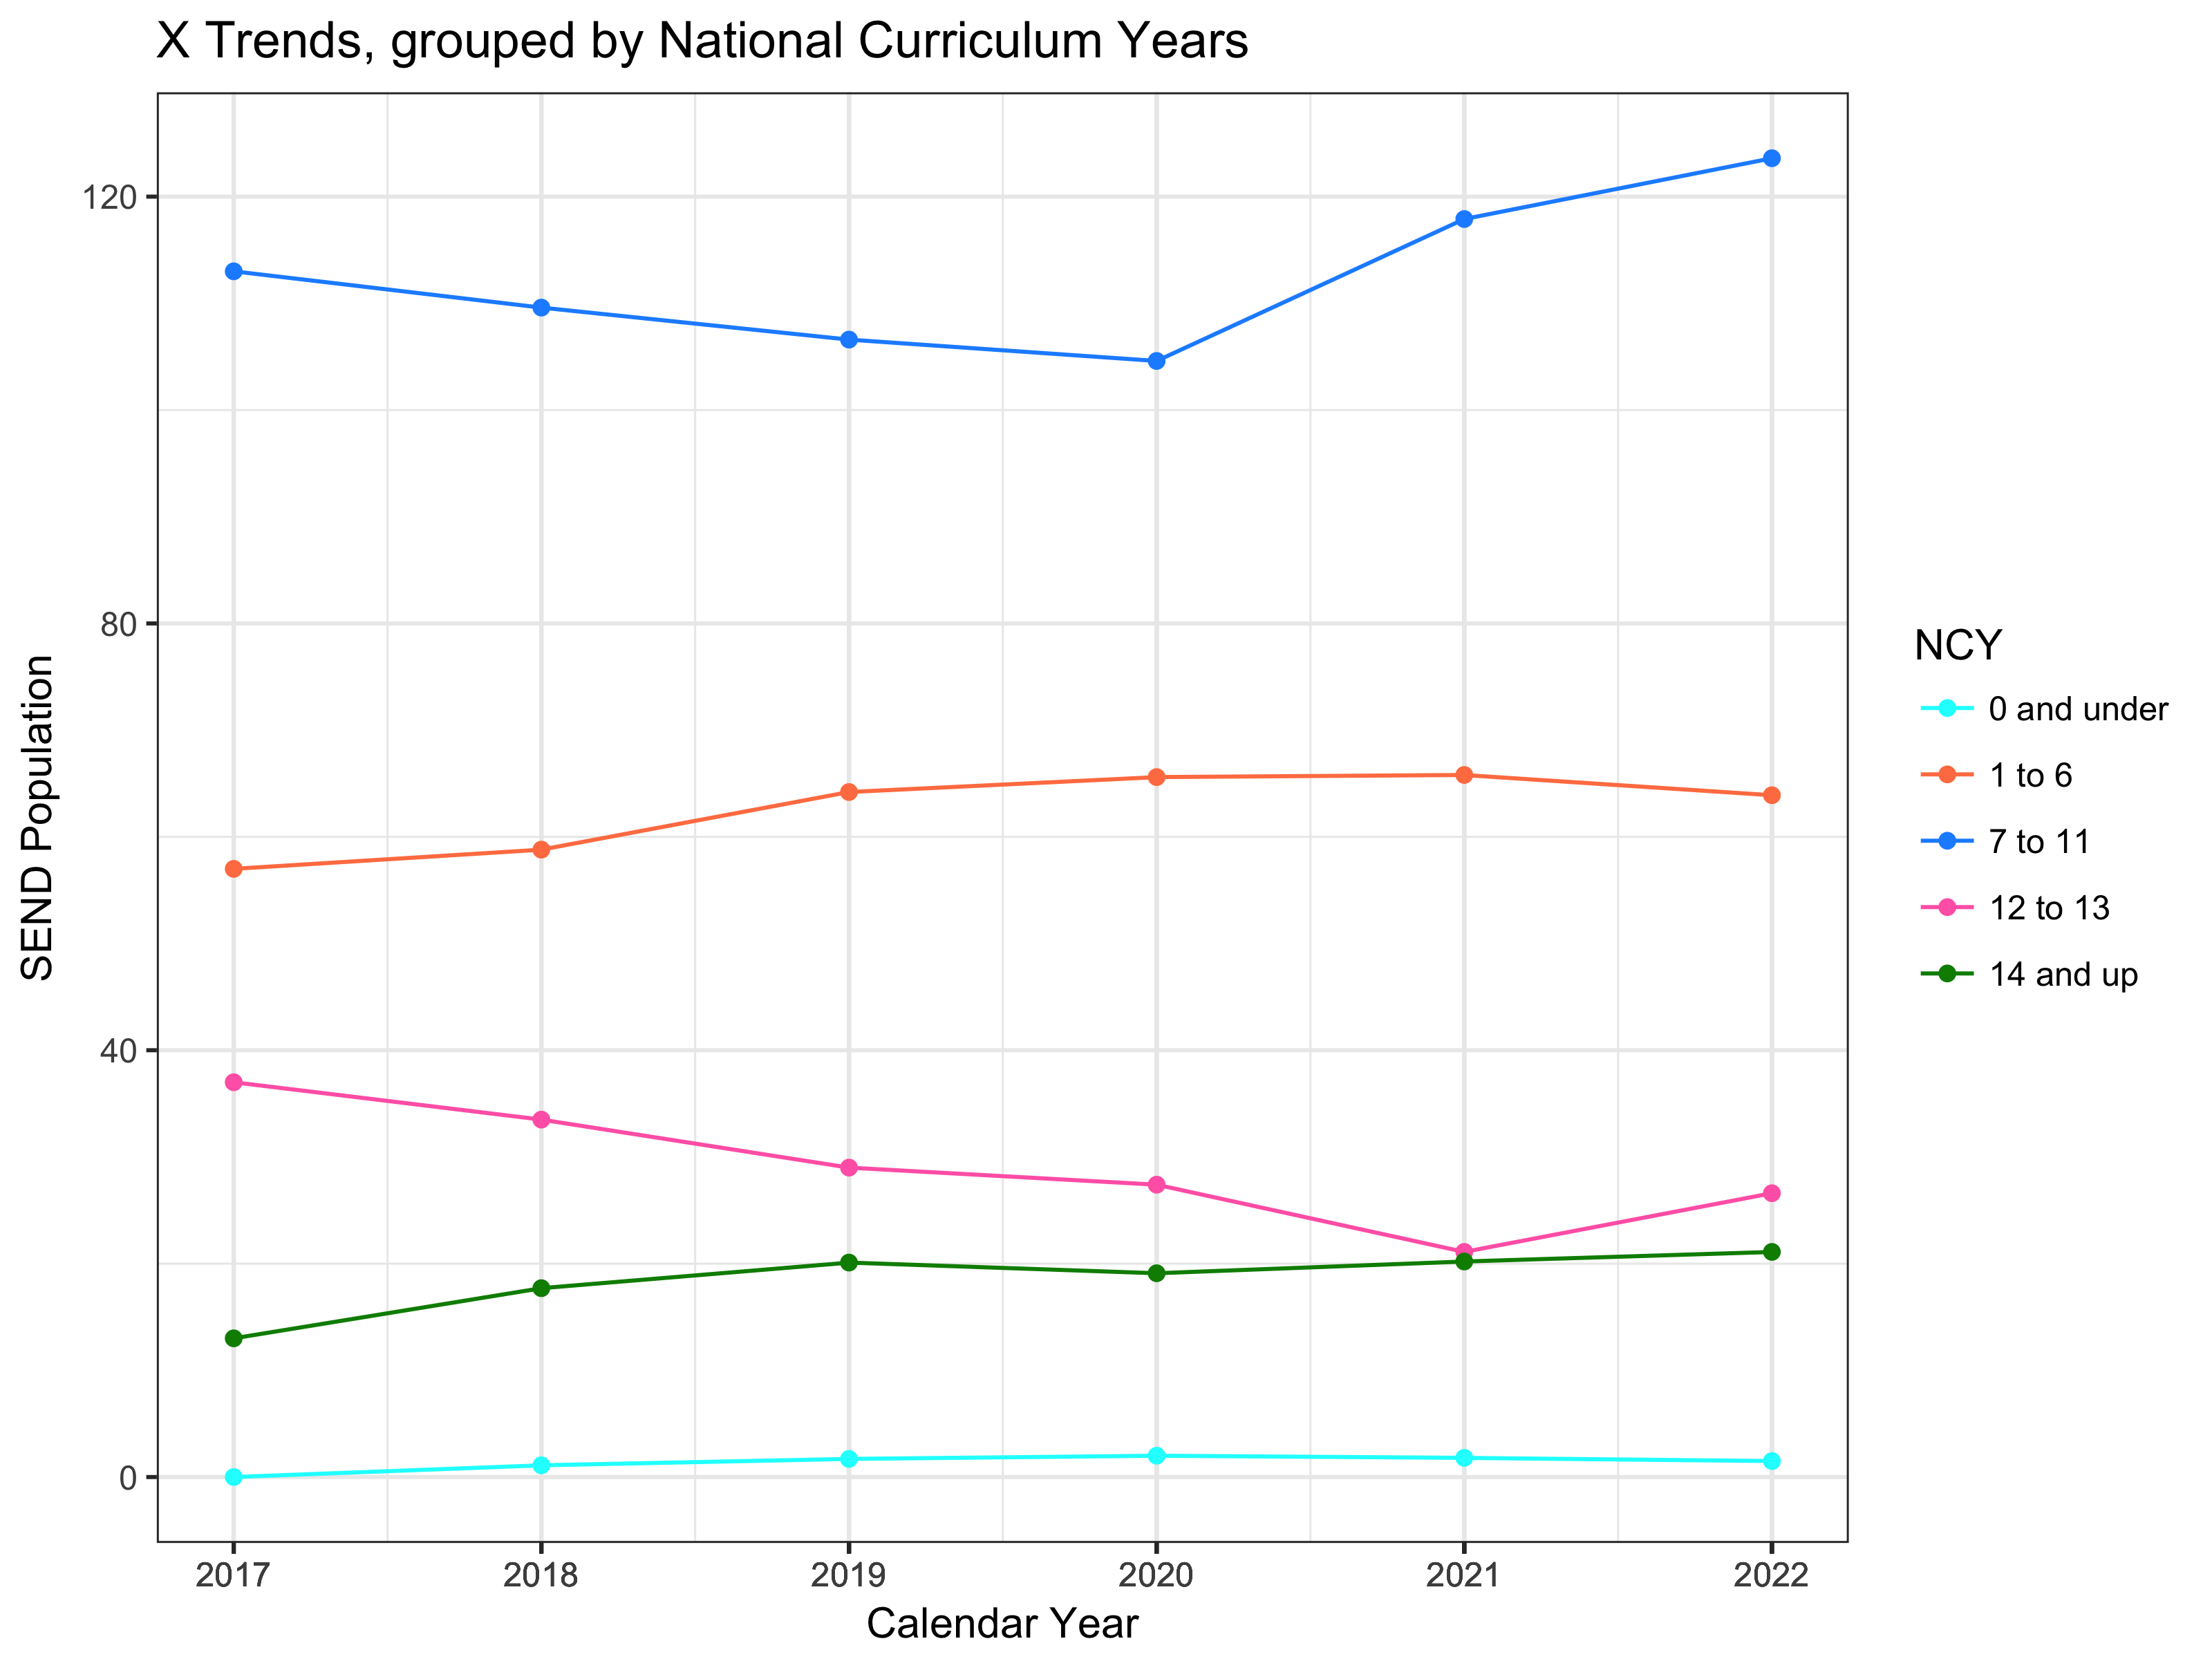 X Trends, grouped by National Curriculum Years
120
80
40
0
SEND Population
2017 2018 2019 2020 2021 2022
Calendar Year
NCY
0 and under
1 to 6
7 to 11
12 to 13
14 and up